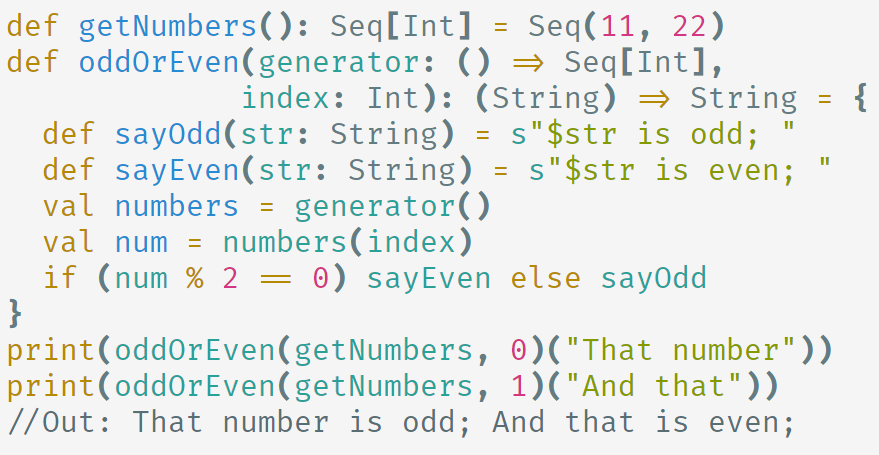 def getNumbers(): Seq[Int] = Seq(11, 22)
def oddOrEven(generator: () => Seq[Int],
              index: Int): (String) => String = {
  def sayOdd(str: String) = s"$str is odd; "
  def sayEven(str: String) = s"$str is even; "
  val numbers = generator()
  val num = numbers(index)
  if (num % 2 == 0) sayEven else sayOdd
}
print(oddOrEven(getNumbers, 0)("That number"))
print(oddOrEven(getNumbers, 1)("And that"))
//Out: That number is odd; And that is even;